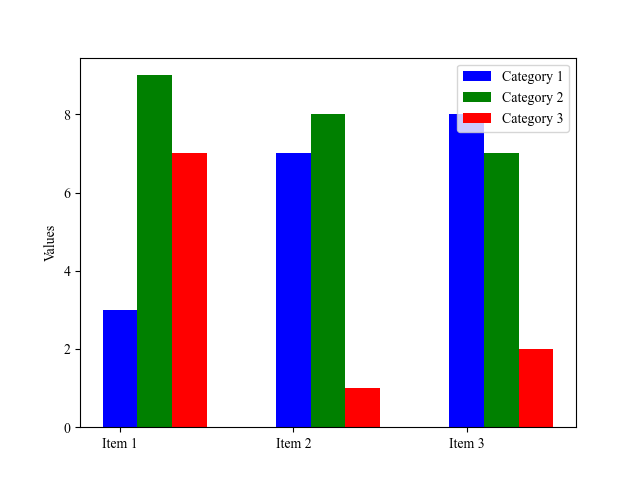 Category 1
Category 2
Category 3
8
6
4
2
0
Values
Item 1 Item 2 Item 3